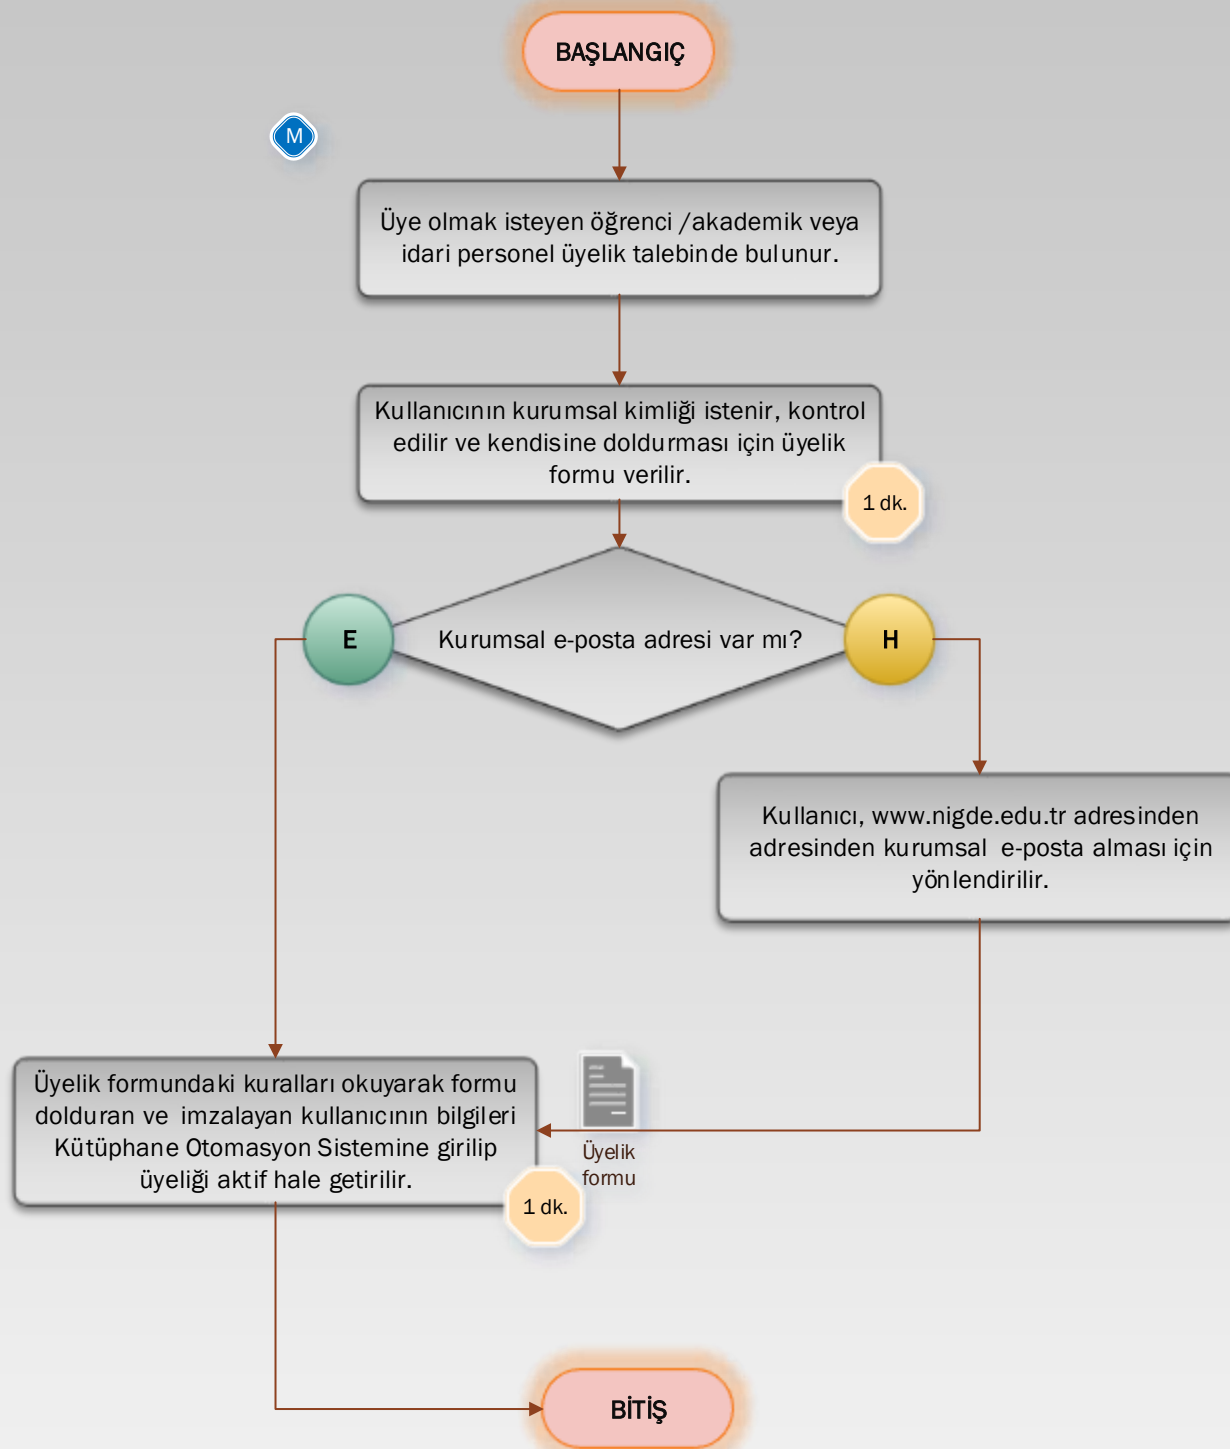 BAŞLANGIÇ
M
Üye olmak isteyen öğrenci /akademik veya
idari personel üyelik talebinde bulunur.
Kullanıcının kurumsal kimliği istenir, kontrol
edilir ve kendisine doldurması için üyelik
formu verilir.
1 dk.
E
Kurumsal e-posta adresi var mı?
H
Kullanıcı, www.nigde.edu.tr adresinden
adresinden kurumsal  e-posta alması için
yönlendirilir.
Üyelik formundaki kuralları okuyarak formu
dolduran ve  imzalayan kullanıcının bilgileri
Kütüphane Otomasyon Sistemine girilip
üyeliği aktif hale getirilir.
Üyelik
formu
1 dk.
BİTİŞ